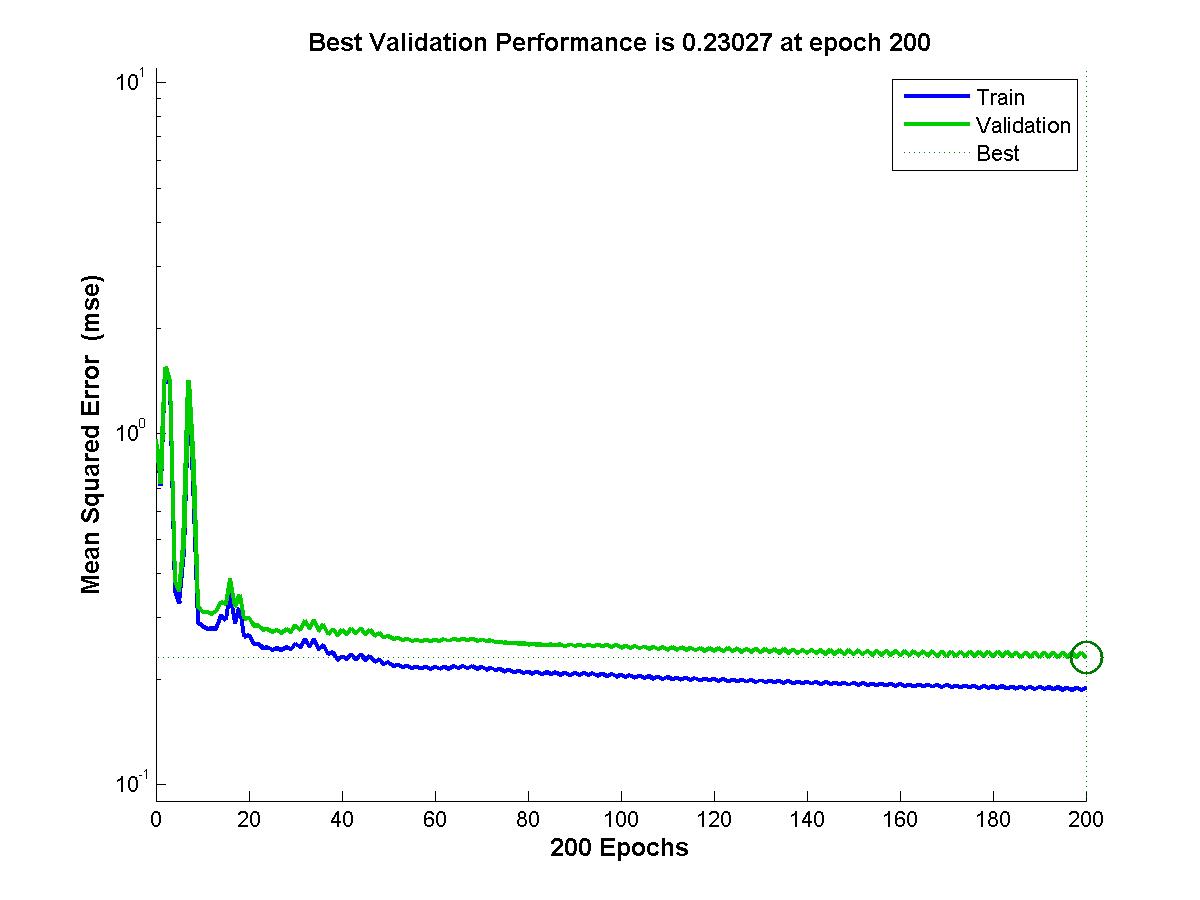 Best Validation Performance is 0.23027 at epoch 200
10^1
Train
Validation
Best
Mean Squared Error (mse)
10^0
10^-1
0 20 40 60 80 100 120 140 160 180 200
200 Epochs